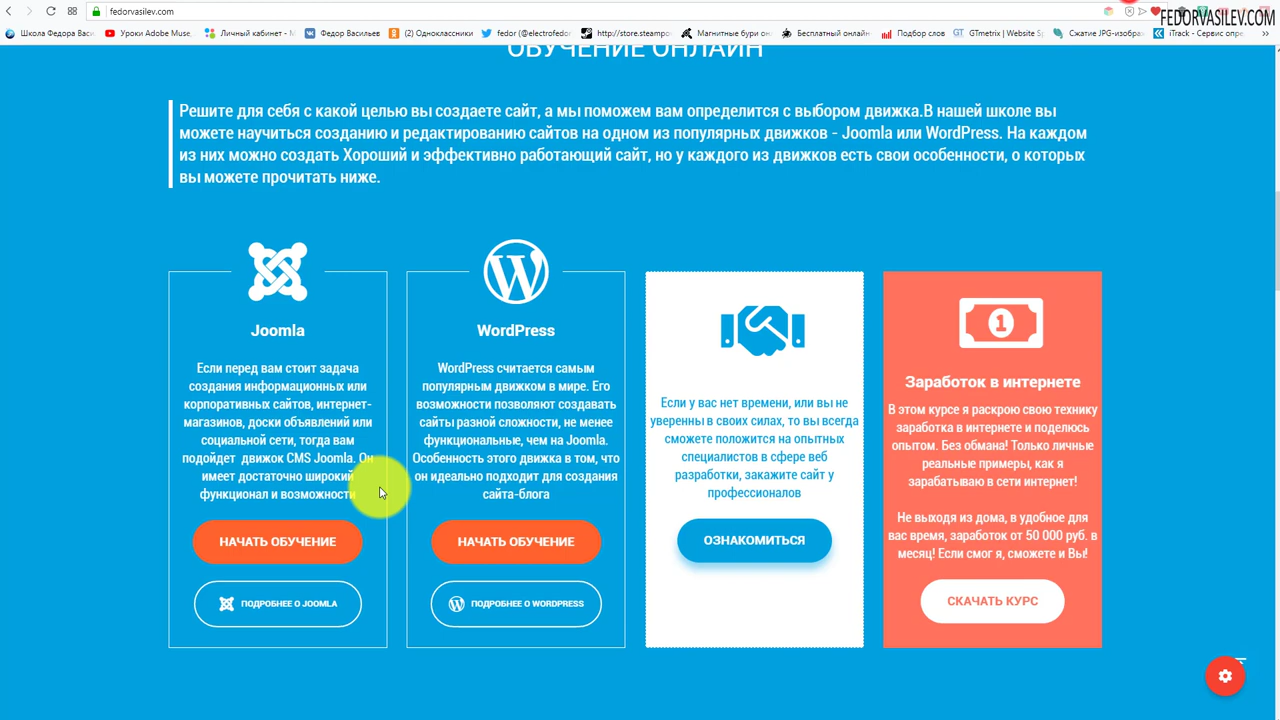 fedorvasilev.com
FEDORVASILEV.COM
Школа Федора Васи.
Уроки Adobe Muse,
Личный кабинет - М
Федор Васильев
(2) Одноклассники
fedor (@electrofedo
http://store.steampo
Магнитные бури он
Бесплатный онлайн
Подбор слов
GTmetrix | Website S
Сжатие JPG-изобра
iTrack - Сервис опре
ОБУЧЕНИЕ ОНЛАЙН
Решите для себя с какой целью вы создаете сайт, а мы поможем вам определится с выбором движка.В нашей школе вы
можете научиться созданию и редактированию сайтов на одном из популярных движков - Joomla или WordPress. На каждом
из них можно создать Хороший и эффективно работающий сайт, но у каждого из движков есть свои особенности, о которых
вы можете прочитать ниже.
Joomla
Если перед вам стоит задача
создания информационных или
корпоративных сайтов, интернет-
магазинов, доски объявлений или
социальной сети, тогда вам
подойдет движок CMS Joomla. Он
имеет достаточно широкий
функционал и возможности
НАЧАТЬ ОБУЧЕНИЕ
ПОДРОБНЕЕ О JOOMLA
WordPress
WordPress считается самым
популярным движком в мире. Его
возможности позволяют создавать
сайты разной сложности, не менее
функциональные, чем на Joomla.
Особенность этого движка в том, что
он идеально подходит для создания
сайта-блога
НАЧАТЬ ОБУЧЕНИЕ
ПОДРОБНЕЕ О WORDPRESS
Если у вас нет времени, или вы не
уверенны в своих силах, то вы всегда
сможете положится на опытных
специалистов в сфере веб
разработки, закажите сайт у
профессионалов
ОЗНАКОМИТЬСЯ
1
Заработок в интернете
В этом курсе я раскрою свою технику
заработка в интернете и поделюсь
опытом. Без обмана! Только личные
реальные примеры, как я
зарабатываю в сети интернет!
Не выходя из дома, в удобное для
вас время, заработок от 50 000 руб. в
месяц! Если смог я, сможете и Вы!
СКАЧАТЬ КУРС